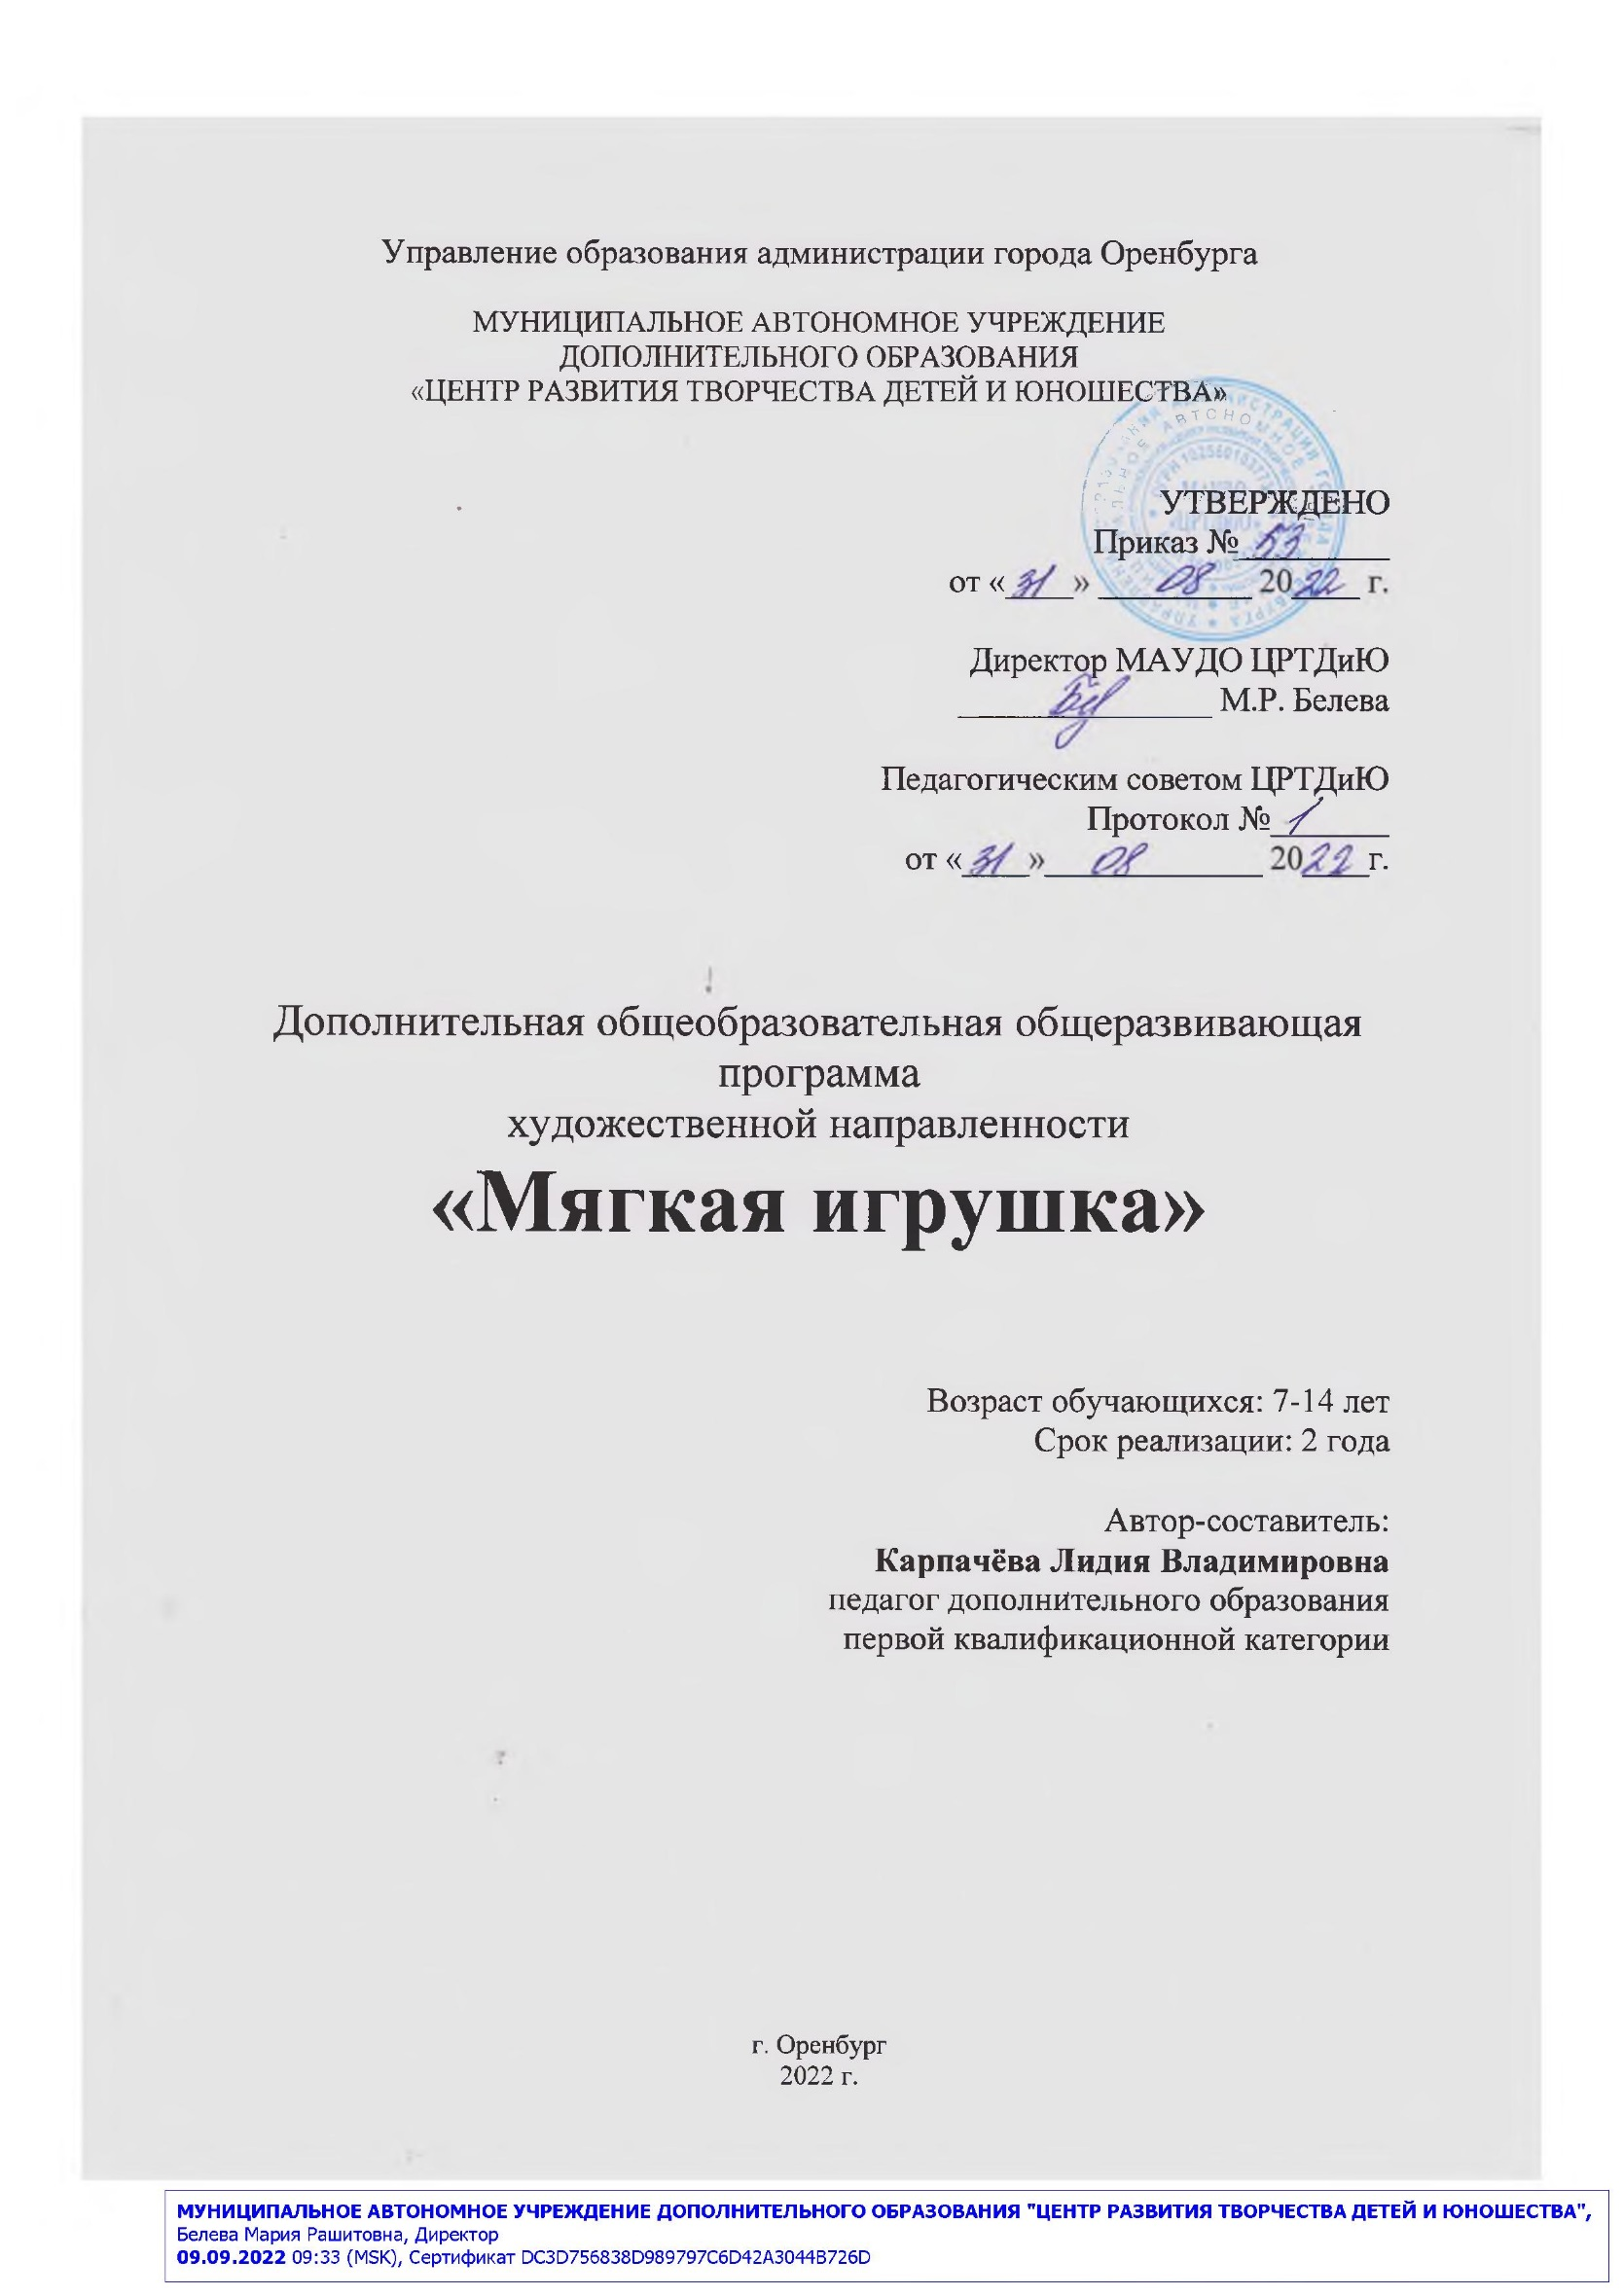 Управление образования администрации города Оренбурга
МУНИЦИПАЛЬНОЕ АВТОНОМНОЕ УЧРЕЖДЕНИЕ
ДОПОЛНИТЕЛЬНОГО ОБРАЗОВАНИЯ
«ЦЕНТР РАЗВИТИЯ ТВОРЧЕСТВА ДЕТЕЙ И ЮНОШЕСТВА»
УТВЕРЖДЕНО
Приказ № 53
от «31» 08 2022 г.
Директор МАУДО ЦРТДиЮ
М.Р. Белева
Педагогическим советом ЦРТДиЮ
Протокол № 1
от «31» 08 2022 г.
Дополнительная общеобразовательная общеразвивающая
программа
художественной направленности
«Мягкая игрушка»
Возраст обучающихся: 7-14 лет
Срок реализации: 2 года
Автор-составитель:
Карпачёва Лидия Владимировна
педагог дополнительного образования
первой квалификационной категории
г. Оренбург
2022 г.
МУНИЦИПАЛЬНОЕ АВТОНОМНОЕ УЧРЕЖДЕНИЕ ДОПОЛНИТЕЛЬНОГО ОБРАЗОВАНИЯ "ЦЕНТР РАЗВИТИЯ ТВОРЧЕСТВА ДЕТЕЙ И ЮНОШЕСТВА",
Белева Мария Рашитовна, Директор
09.09.2022 09:33 (MSK), Сертификат DC3D756838D989797C6D42A3044B726D